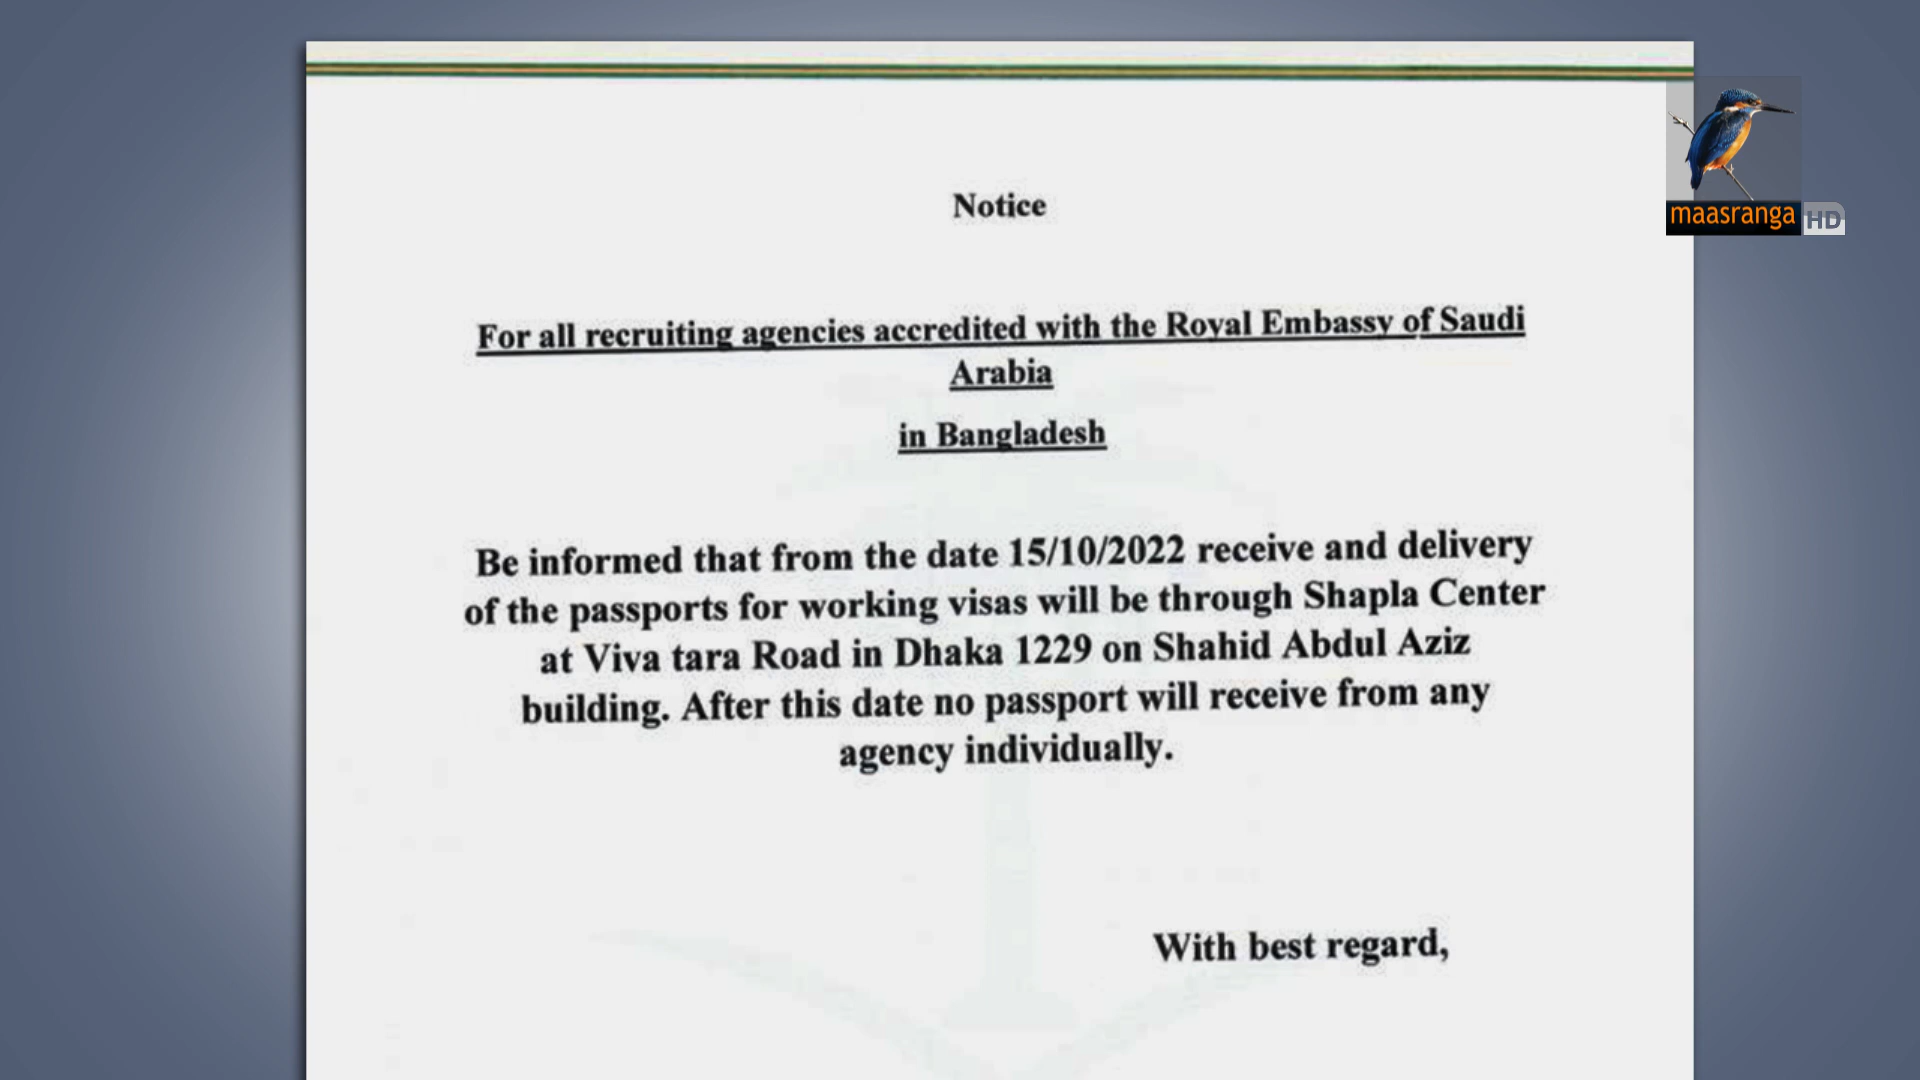 Notice
For all recruiting agencies accredited with the Royal Embassy of Saudi
Arabia
in Bangladesh
Be informed that from the date 15/10/2022 receive and delivery
of the passports for working visas will be through Shapla Center
at Viva tara Road in Dhaka 1229 on Shahid Abdul Aziz
building. After this date no passport will receive from any
agency individually.
With best regard,
maasranga HD